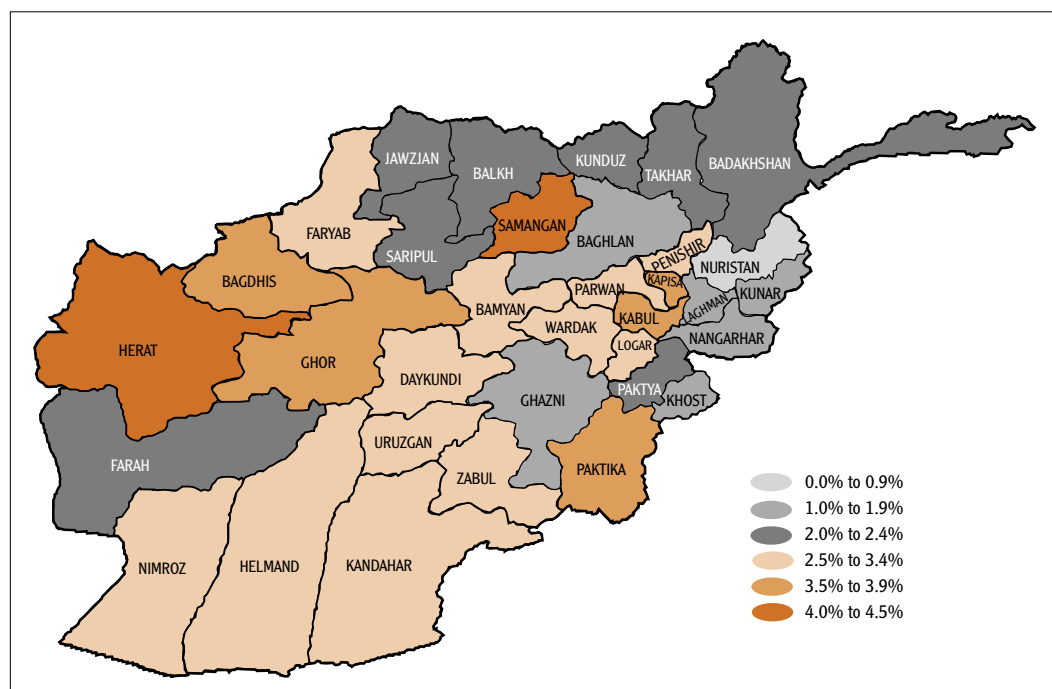 JAWZJAN
BALKH
KUNDUZ
TAKHAR
BADAKHSHAN
FARYAB
SARIPUL
SAMANGAN
BAGHLAN
PENISHIR
NURISTAN
BAGDHIS
BAMYAN
PARWAN
KAPISA
LAGHMAN
KUNAR
HERAT
GHOR
WARDAK
KABUL
LOGAR
NANGARHAR
DAYKUNDI
GHAZNI
PAKTYA
KHOST
FARAH
URUZGAN
ZABUL
PAKTIKA
NIMROZ
HELMAND
KANDAHAR
0.0% to 0.9%
1.0% to 1.9%
2.0% to 2.4%
2.5% to 3.4%
3.5% to 3.9%
4.0% to 4.5%